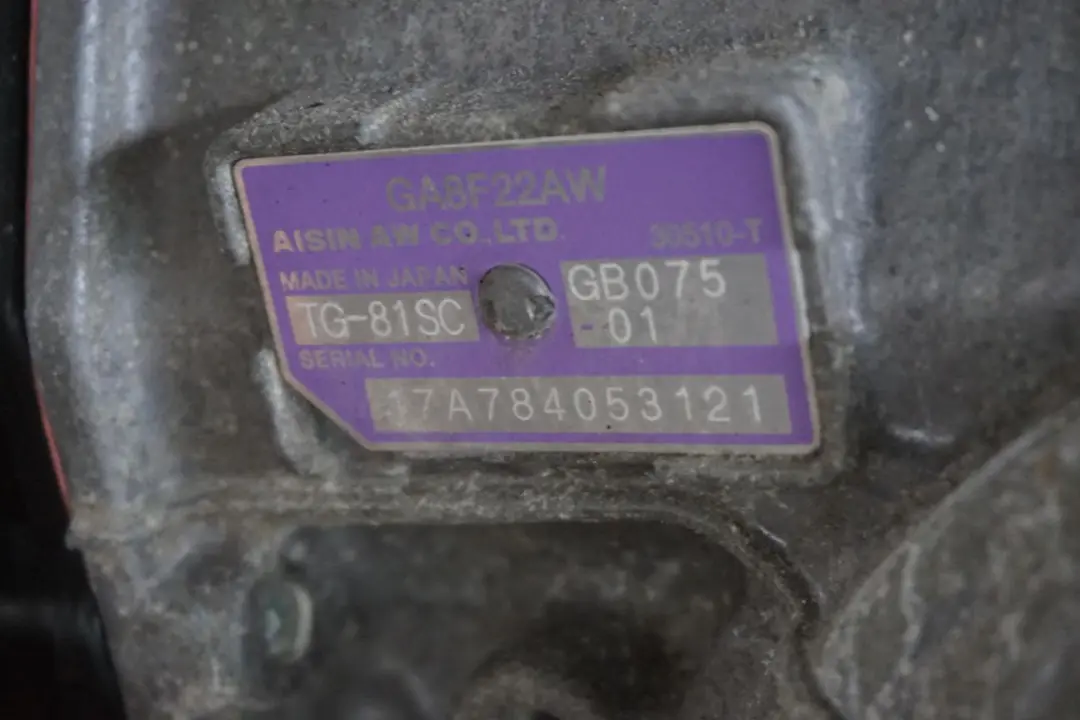 GA8F22AW
AISIN AW CO.,LTD. 30510-T
MADE IN JAPAN
TG-81SC
GB075
-01
SERIAL NO.
17A784053121